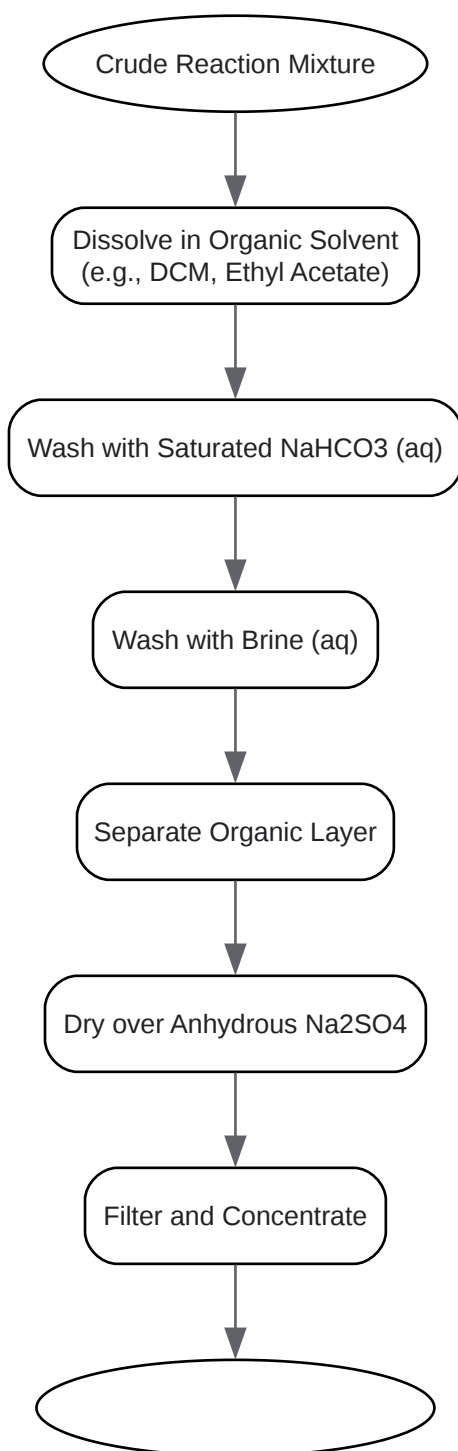 Crude Reaction Mixture
Dissolve in Organic Solvent
(e.g., DCM, Ethyl Acetate)
Wash with Saturated NaHCO3 (aq)
Wash with Brine (aq)
Separate Organic Layer
Dry over Anhydrous Na2SO4
Filter and Concentrate